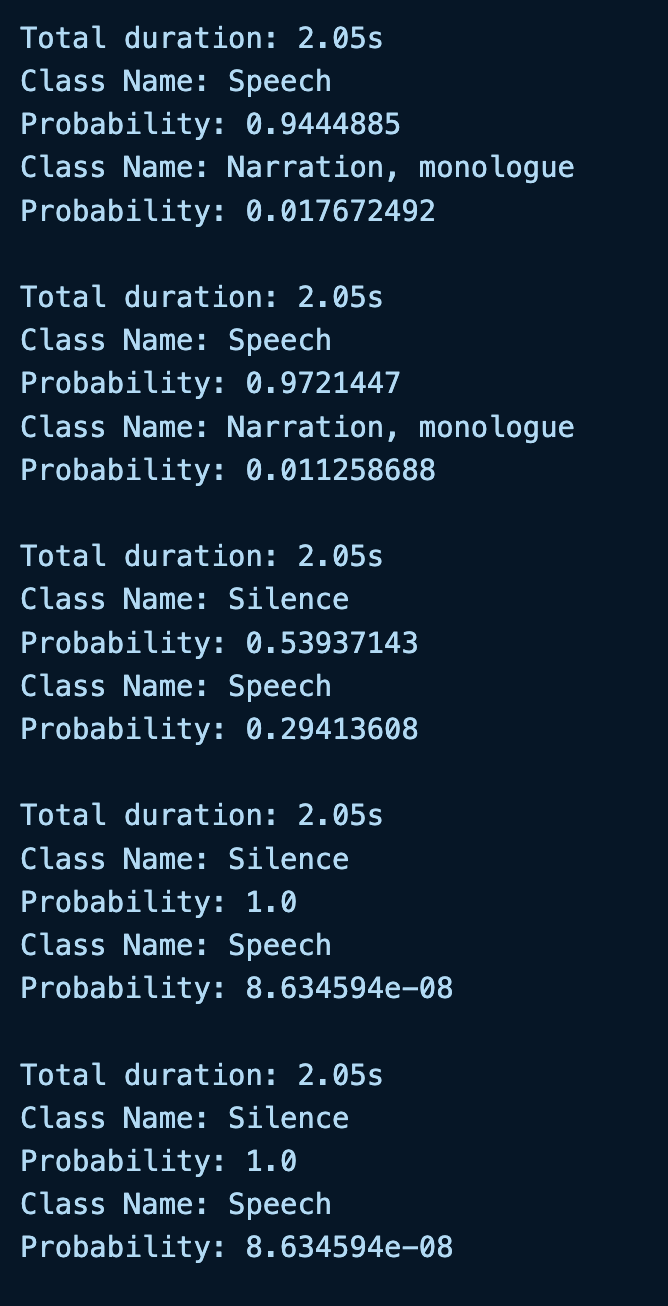 Total duration: 2.05s
Class Name: Speech
Probability: 0.9444885
Class Name: Narration, monologue
Probability: 0.017672492
Total duration: 2.05s
Class Name: Speech
Probability: 0.9721447
Class Name: Narration, monologue
Probability: 0.011258688
Total duration: 2.05s
Class Name: Silence
Probability: 0.53937143
Class Name: Speech
Probability: 0.29413608
Total duration: 2.05s
Class Name: Silence
Probability: 1.0
Class Name: Speech
Probability: 8.634594e-08
Total duration: 2.05s
Class Name: Silence
Probability: 1.0
Class Name: Speech
Probability: 8.634594e-08